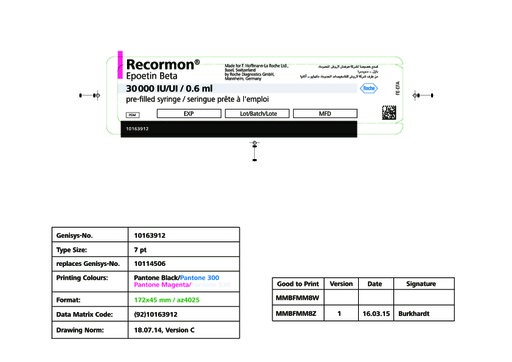 Recormon®
Epoetin Beta
30000 IU/UI / 0.6 ml
pre-filled syringe / seringue prête à l'emploi
Made for F. Hoffmann-La Roche Ltd.,
Basel, Switzerland
by Roche Diagnostics GmbH,
Mannheim, Germany
Roche
FE-EFA
EXP
Lot/Batch/Lote
MFD
10163912
Genisys-No. 10163912
Type Size: 7 pt
replaces Genisys-No. 10114506
Printing Colours: Pantone Black/Pantone 300
Pantone Magenta/
Format: 172x45 mm / az4025
Data Matrix Code: (92)10163912
Drawing Norm: 18.07.14, Version C
Good to Print Version Date Signature
MMBFMM8W
MMBFMM8Z 1 16.03.15 Burkhardt